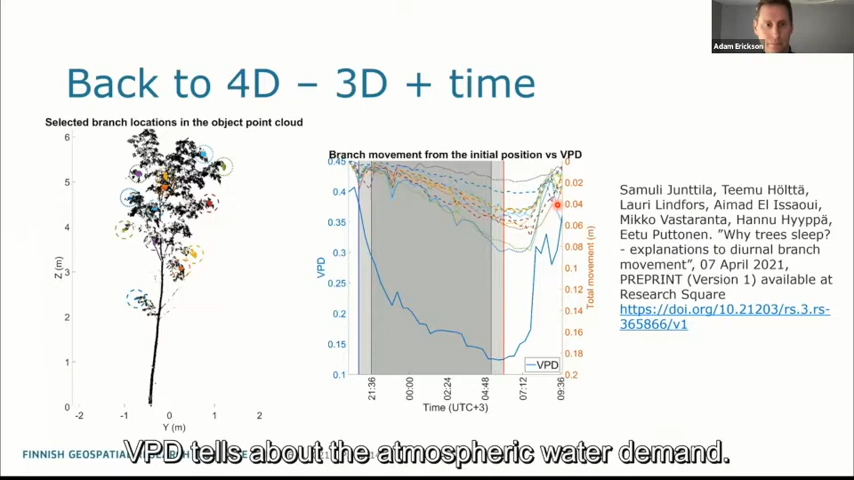 Adam Erickson
Back to 4D – 3D + time
Selected branch locations in the object point cloud
6
5
4
3
2
1
0
Z (m)
-2
-1
0
1
2
Y (m)
Branch movement from the initial position vs VPD
0.45
0.4
0.35
0.3
0.25
0.2
0.15
0.1
VPD
0
0.02
0.04
0.06
0.08
0.1
0.12
0.14
0.16
0.18
0.2
Total movement (m)
VPD
21:36
00:00
02:24
04:48
07:12
09:36
Time (UTC+3)
Samuli Junttila, Teemu Hölttä,
Lauri Lindfors, Aimad El Issaoui,
Mikko Vastaranta, Hannu Hyyppä,
Eetu Puttonen. "Why trees sleep?
- explanations to diurnal branch
movement", 07 April 2021,
PREPRINT (Version 1) available at
Research Square
https://doi.org/10.21203/rs.3.rs-
365866/v1
FINNISH GEOSPATIAL
VPD tells about the atmospheric water demand.